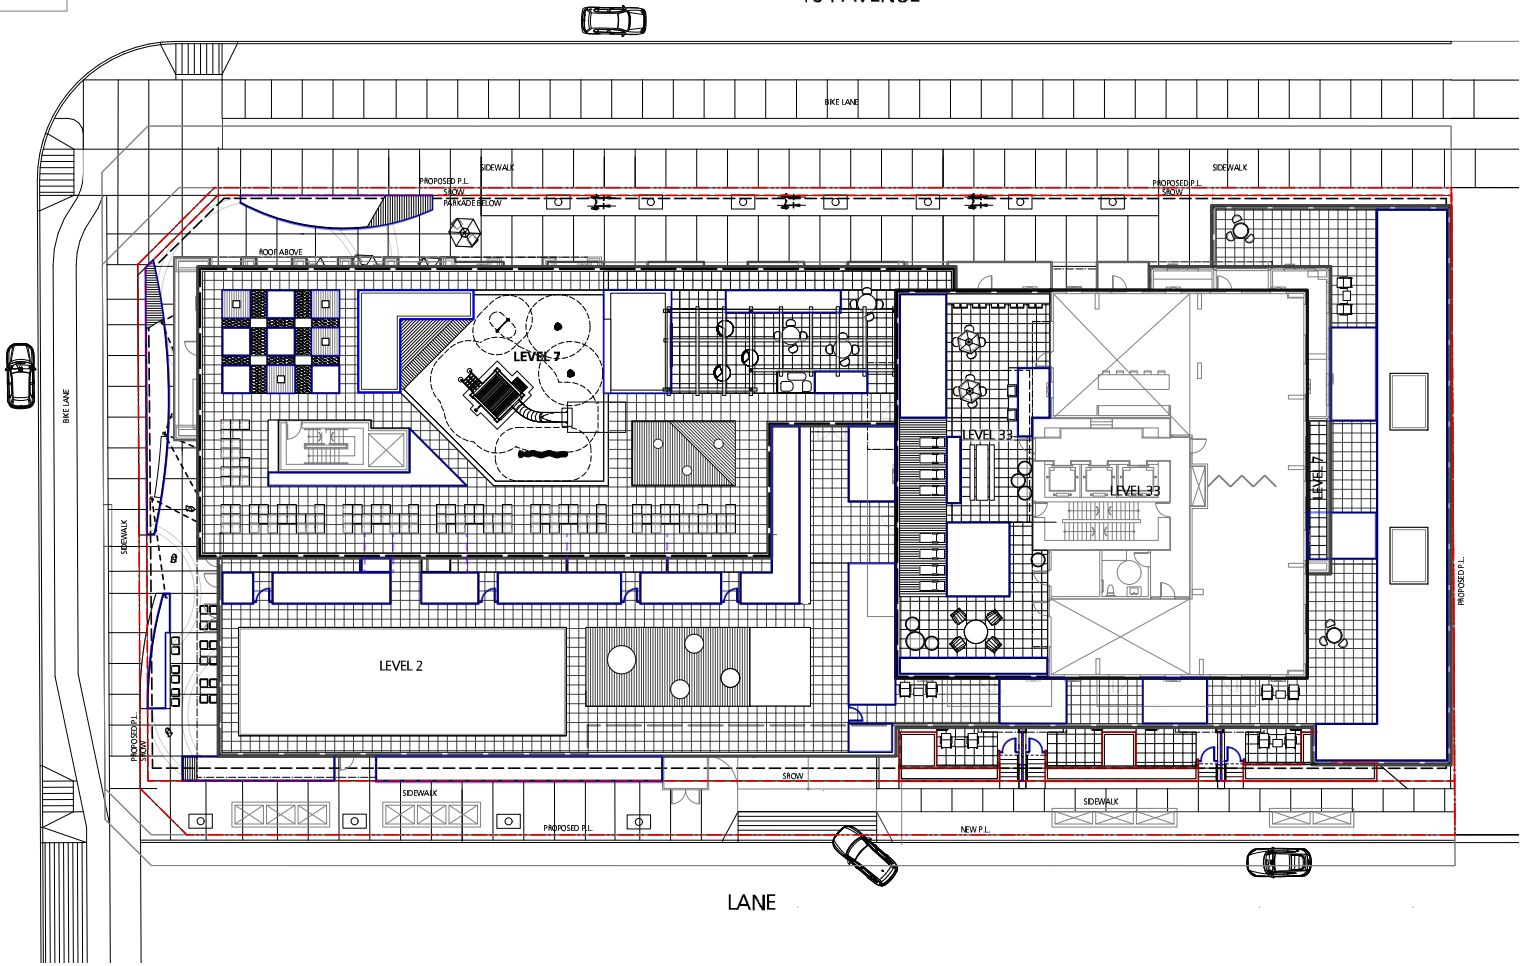 AVENUE
BIKE LANE
SIDEWALK
SIDEWALK
PROPOSED P.L.
SROW
PARKADE BELOW
PROPOSED P.L.
SROW
ROOF ABOVE
LEVEL 7
BIKE LANE
LEVEL 33
LEVEL 7
LEVEL 33
SIDEWALK
PROPOSED P.L.
LEVEL 2
PROPOSED P.L.
SROW
SROW
SIDEWALK
SIDEWALK
PROPOSED P.L.
NEW P.L.
LANE